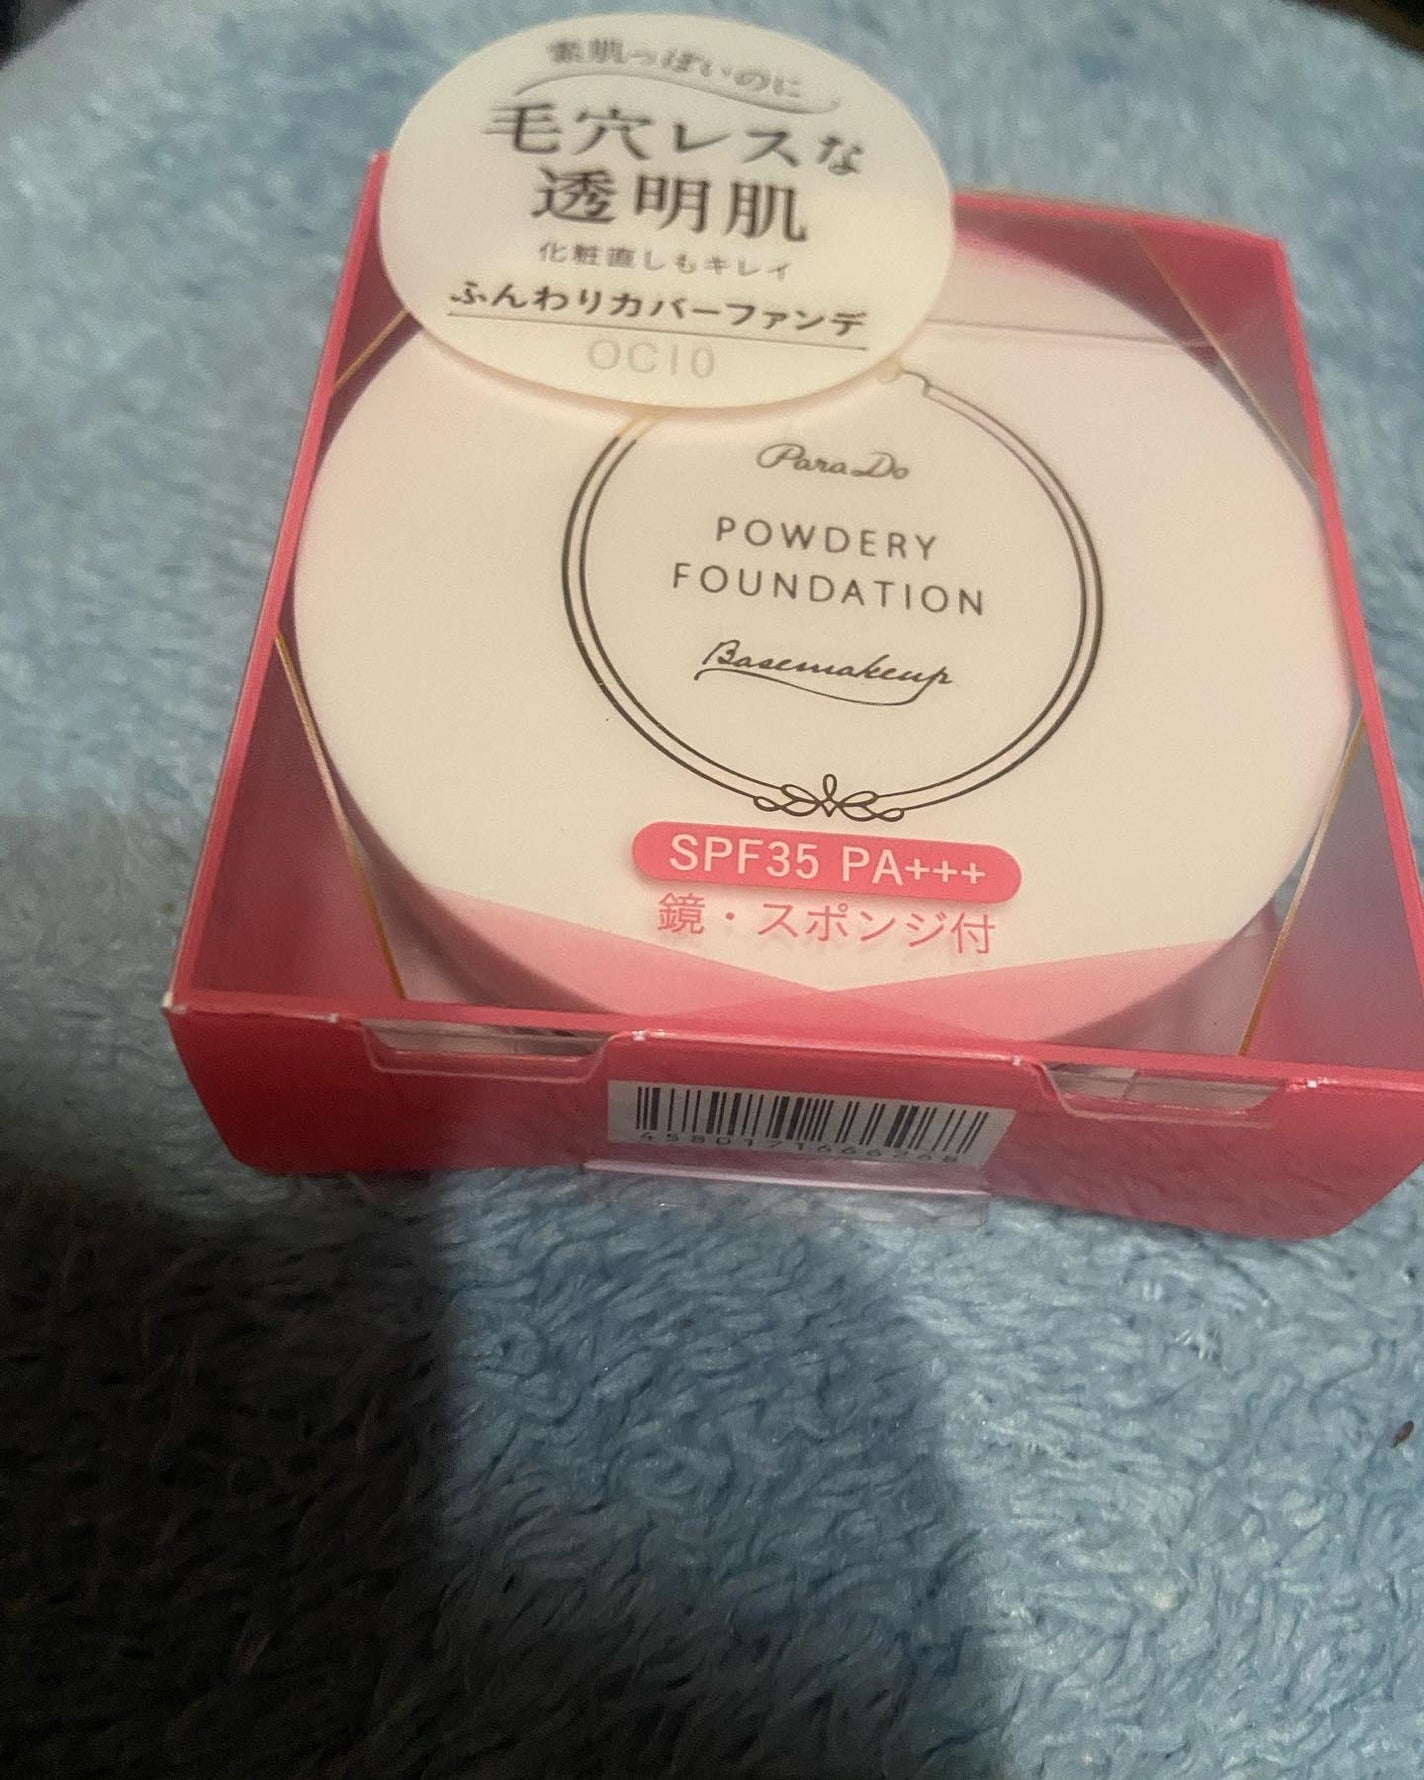 素肌っぽいのに
毛穴レスな
透明肌
化粧直しもキレイ
ふんわりカバーファンデ
OC10
ParaDo
POWDERY
FOUNDATION
Basemakeup
SPF35 PA+++
鏡・スポンジ付